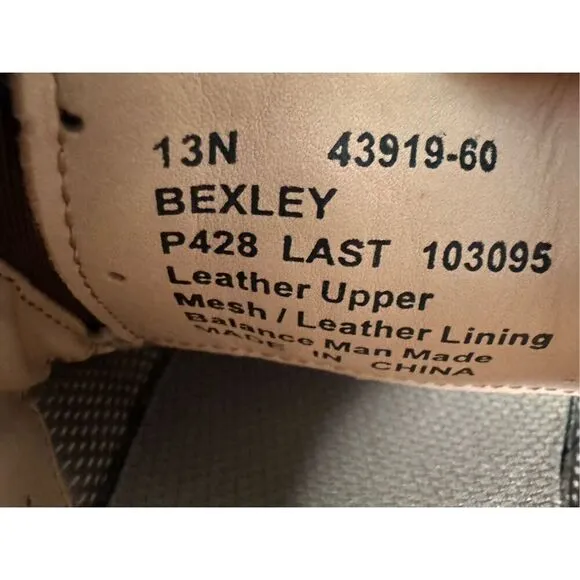 13N 43919-60
BEXLEY
P428 LAST 103095
Leather Upper
Mesh / Leather Lining
Balance Man Made
MADE IN CHINA